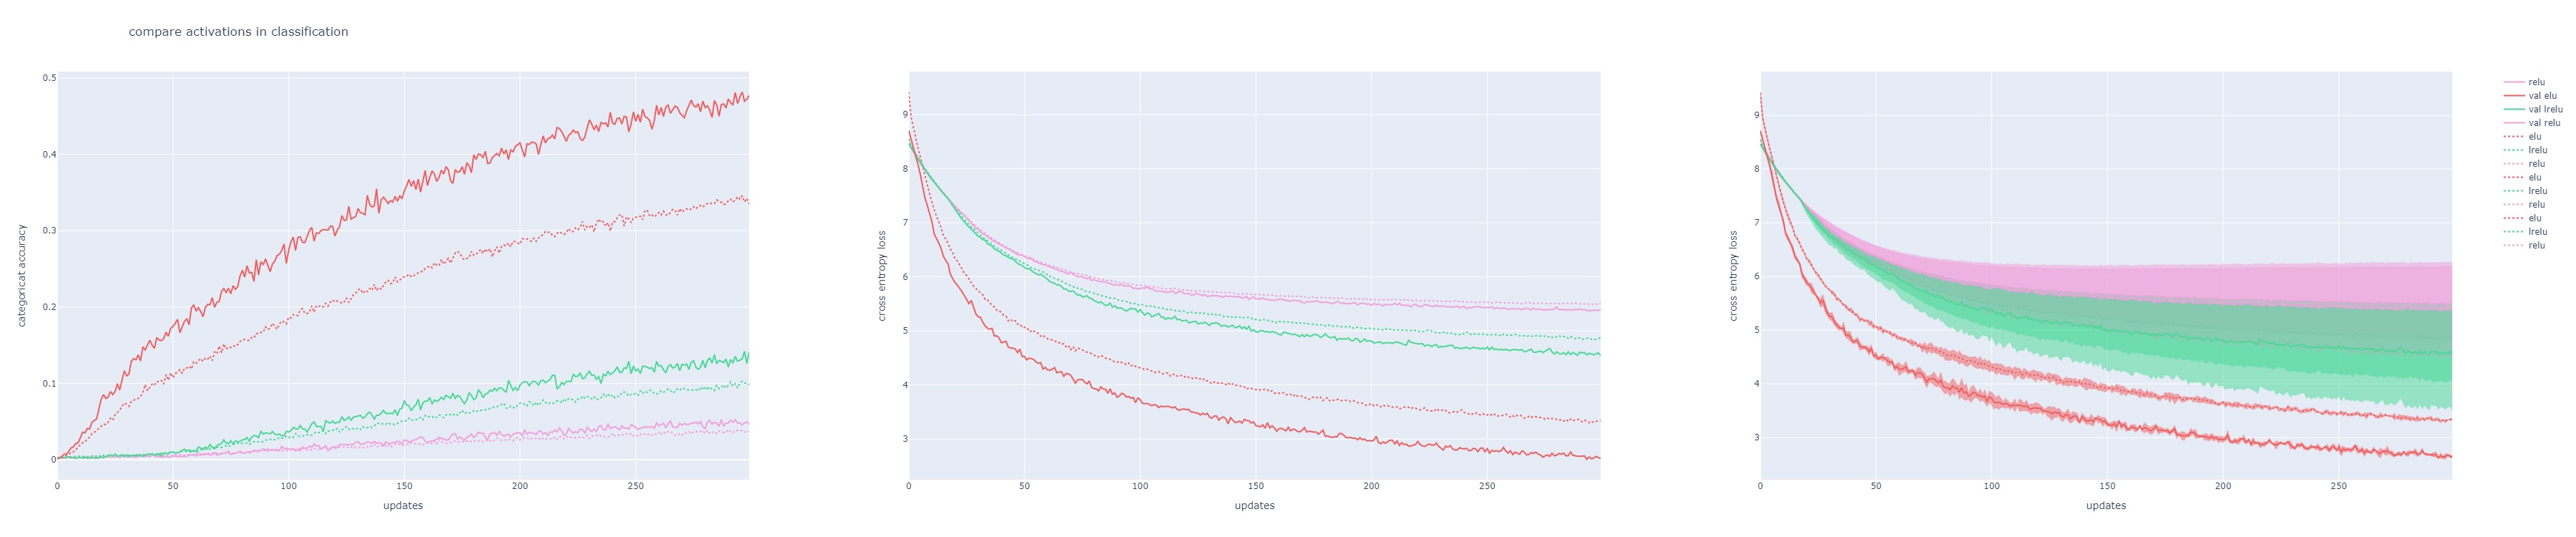 compare activations in classification
0.5
0.4
0.3
0.2
0.1
0
categoricat accuracy
0
50
100
150
200
250
updates
9
8
7
6
5
4
3
cross entropy loss
0
50
100
150
200
250
updates
9
8
7
6
5
4
3
cross entropy loss
0
50
100
150
200
250
updates
relu
val elu
val lrelu
val relu
elu
lrelu
relu
elu
lrelu
relu
elu
lrelu
relu